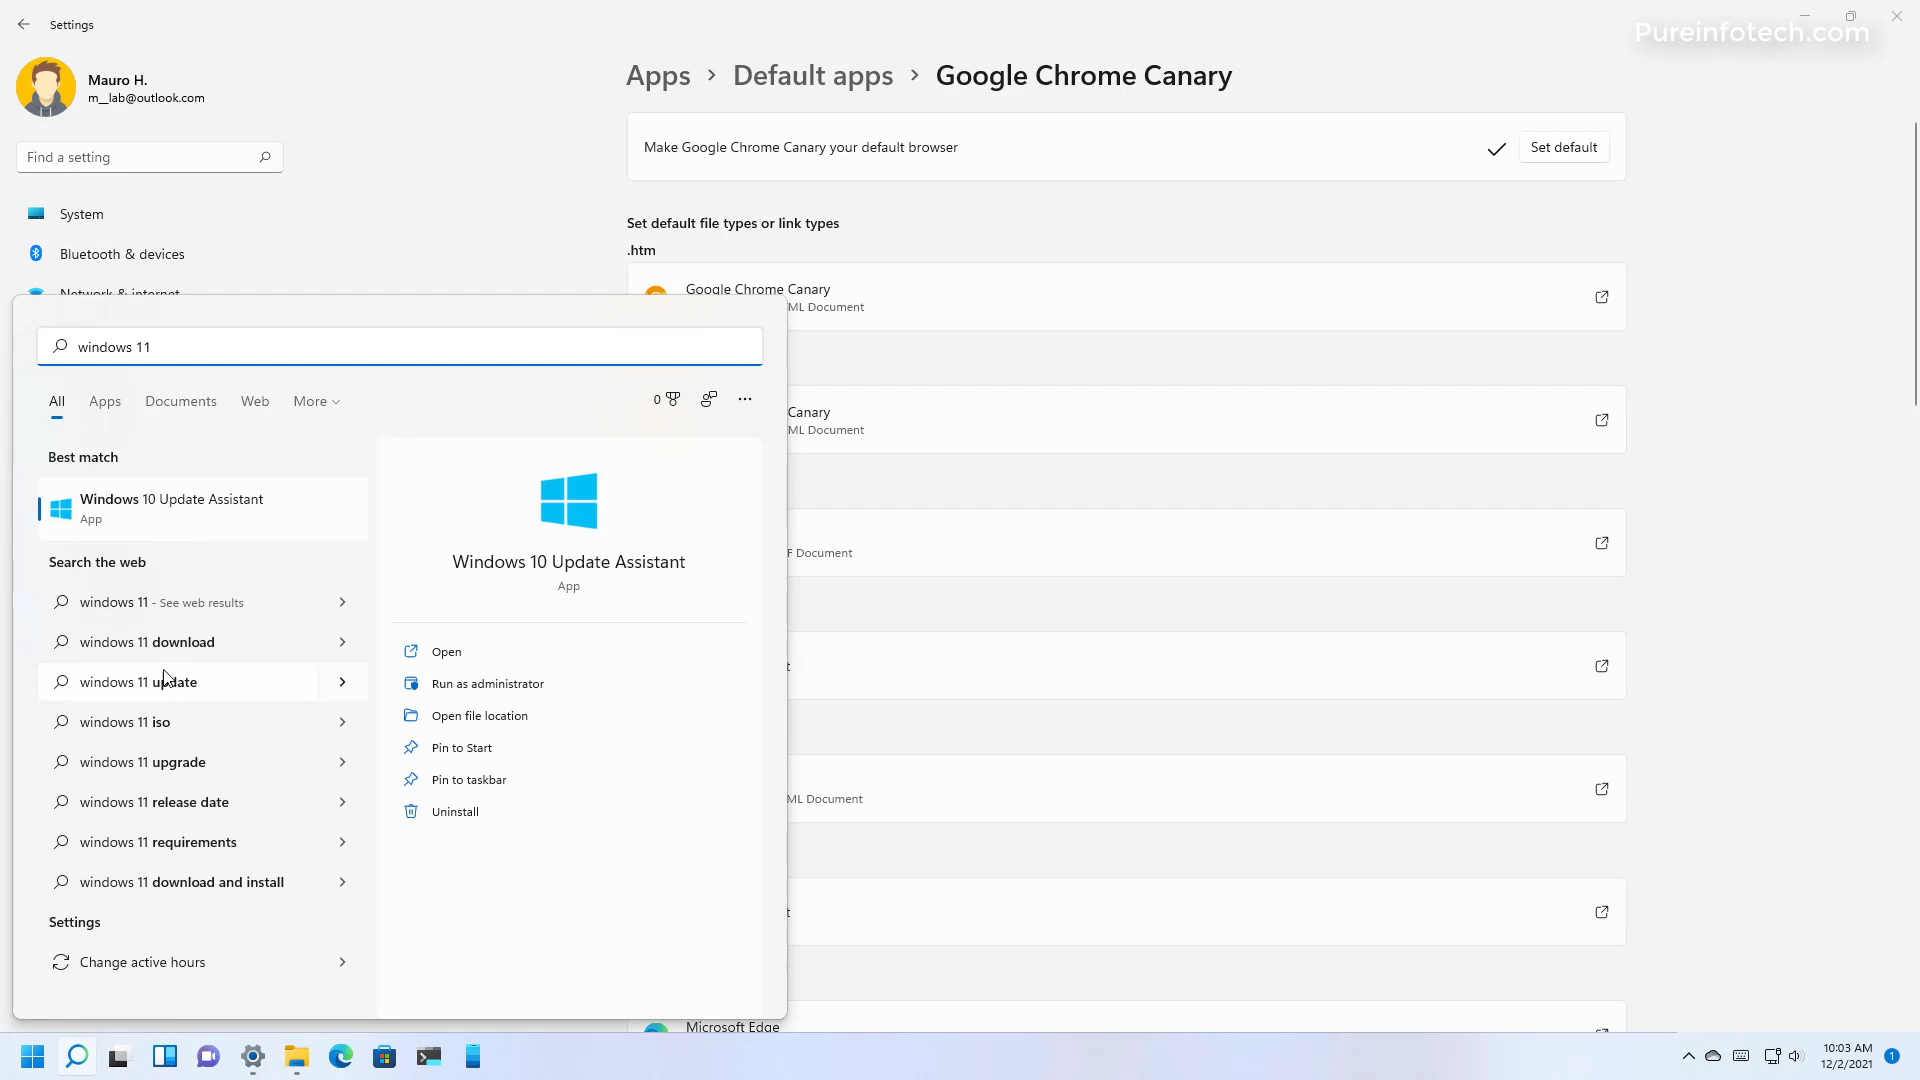 Settings
Pureinfotech.com
Mauro H.
m__lab@outlook.com
Find a setting
System
Bluetooth & devices
Network & internet
Apps > Default apps > Google Chrome Canary
Make Google Chrome Canary your default browser
Set default
Set default file types or link types
.htm
Google Chrome Canary
ML Document
Canary
ML Document
F Document
t
ML Document
t
Microsoft Edge
windows 11
All
Apps
Documents
Web
More
0
Best match
Windows 10 Update Assistant
App
Search the web
windows 11 - See web results
windows 11 download
windows 11 update
windows 11 iso
windows 11 upgrade
windows 11 release date
windows 11 requirements
windows 11 download and install
Settings
Change active hours
Windows 10 Update Assistant
App
Open
Run as administrator
Open file location
Pin to Start
Pin to taskbar
Uninstall
10:03 AM
12/2/2021
1